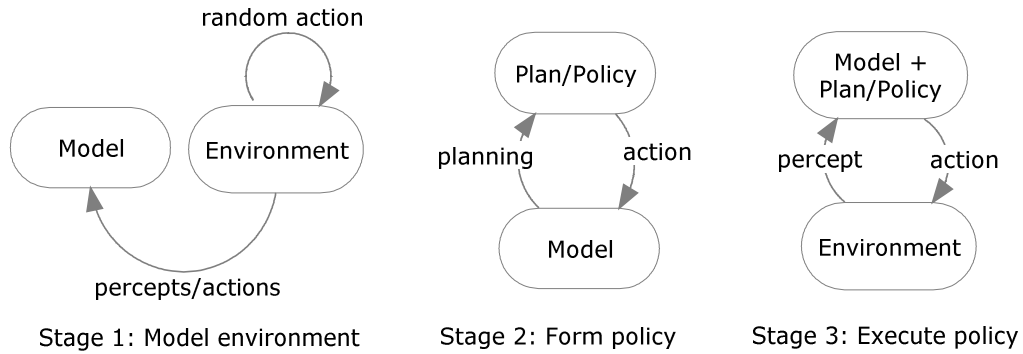 random action
Model
Environment
percepts/actions
Stage 1: Model environment
Plan/Policy
planning
action
Model
Stage 2: Form policy
Model +
Plan/Policy
percept
action
Environment
Stage 3: Execute policy